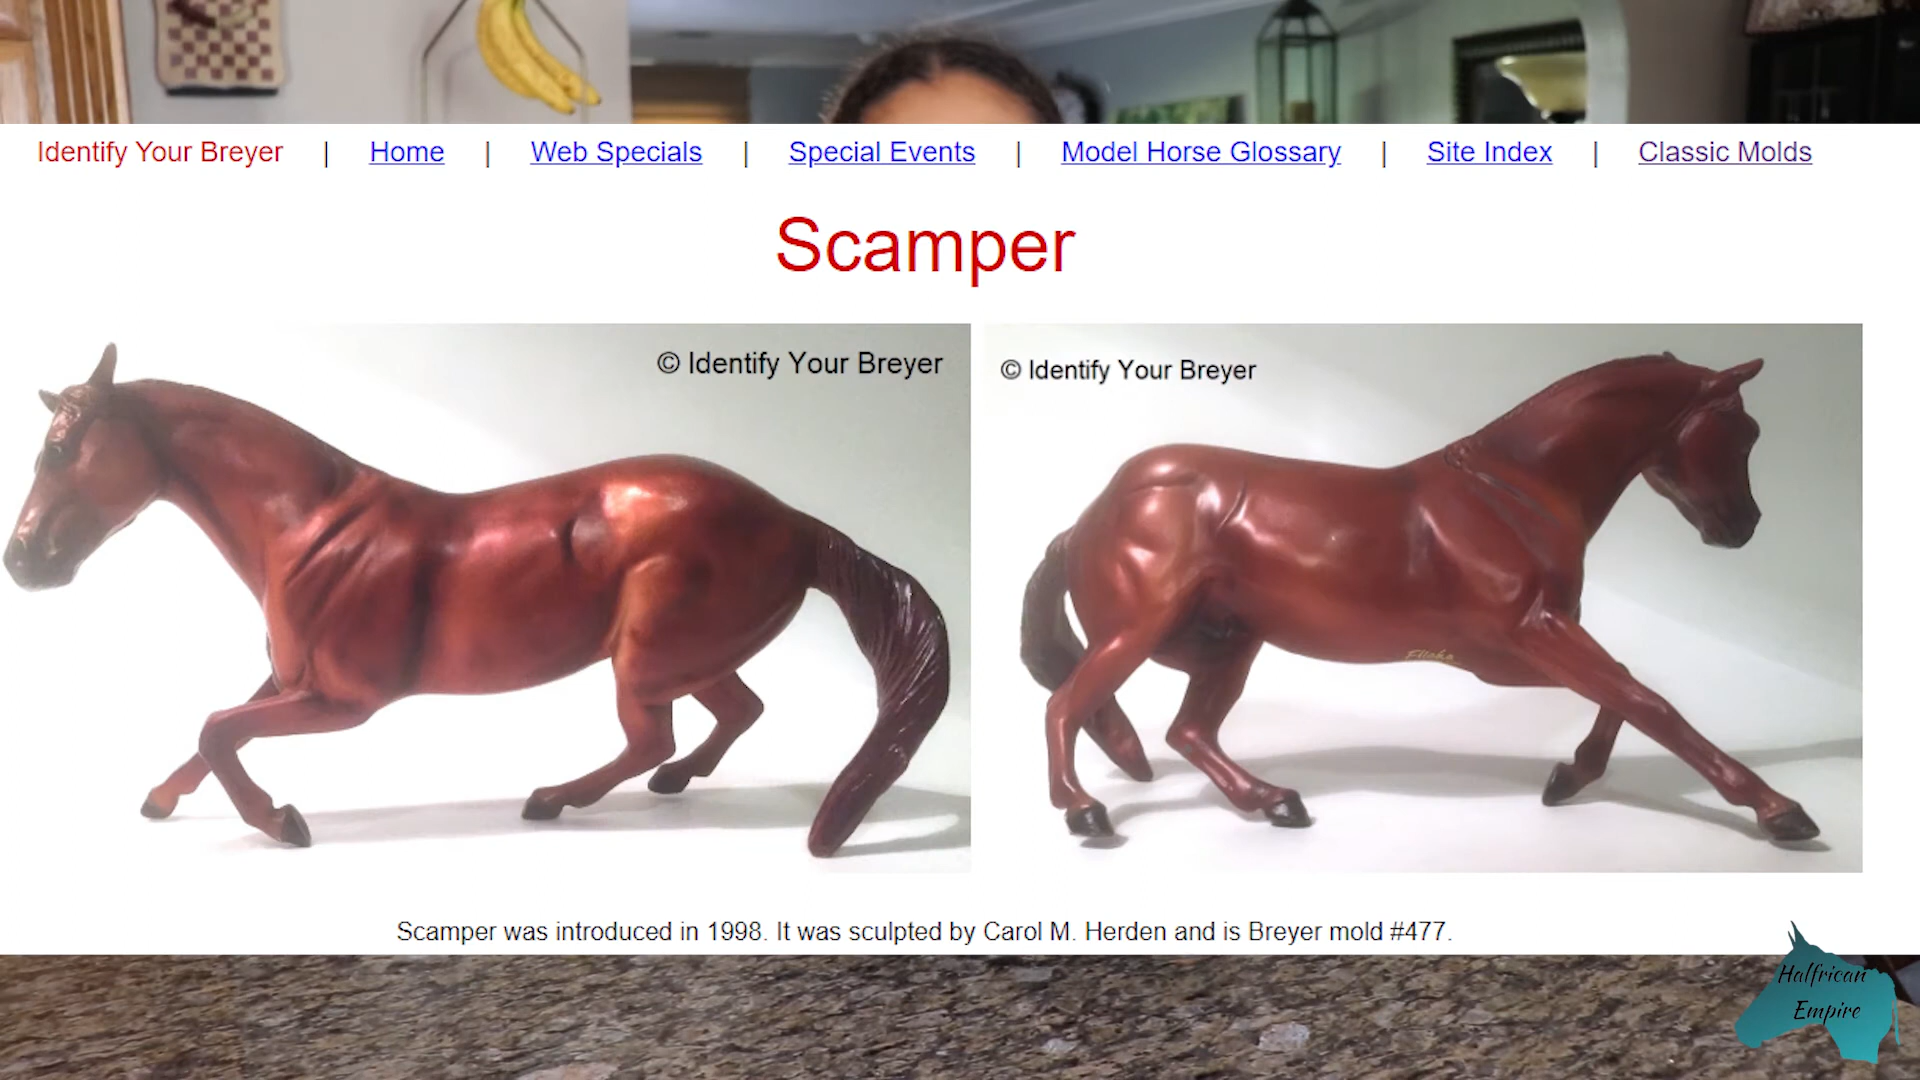 Identify Your Breyer | Home | Web Specials | Special Events | Model Horse Glossary | Site Index | Classic Molds
Scamper
© Identify Your Breyer
© Identify Your Breyer
Flicka
Scamper was introduced in 1998. It was sculpted by Carol M. Herden and is Breyer mold #477.
Halfrican
Empire